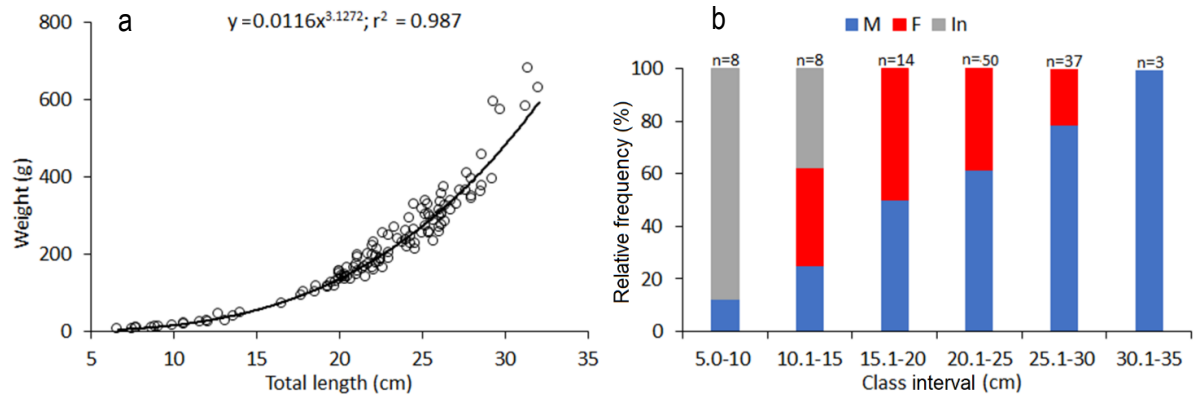 a
y = 0.0116x^3.1272; r² = 0.987
800
600
400
200
0
Weight (g)
5 10 15 20 25 30 35
Total length (cm)
b
M F In
n=8 n=8 n=14 n=50 n=37 n=3
100
80
60
40
20
0
Relative frequency (%)
5.0-10 10.1-15 15.1-20 20.1-25 25.1-30 30.1-35
Class interval (cm)